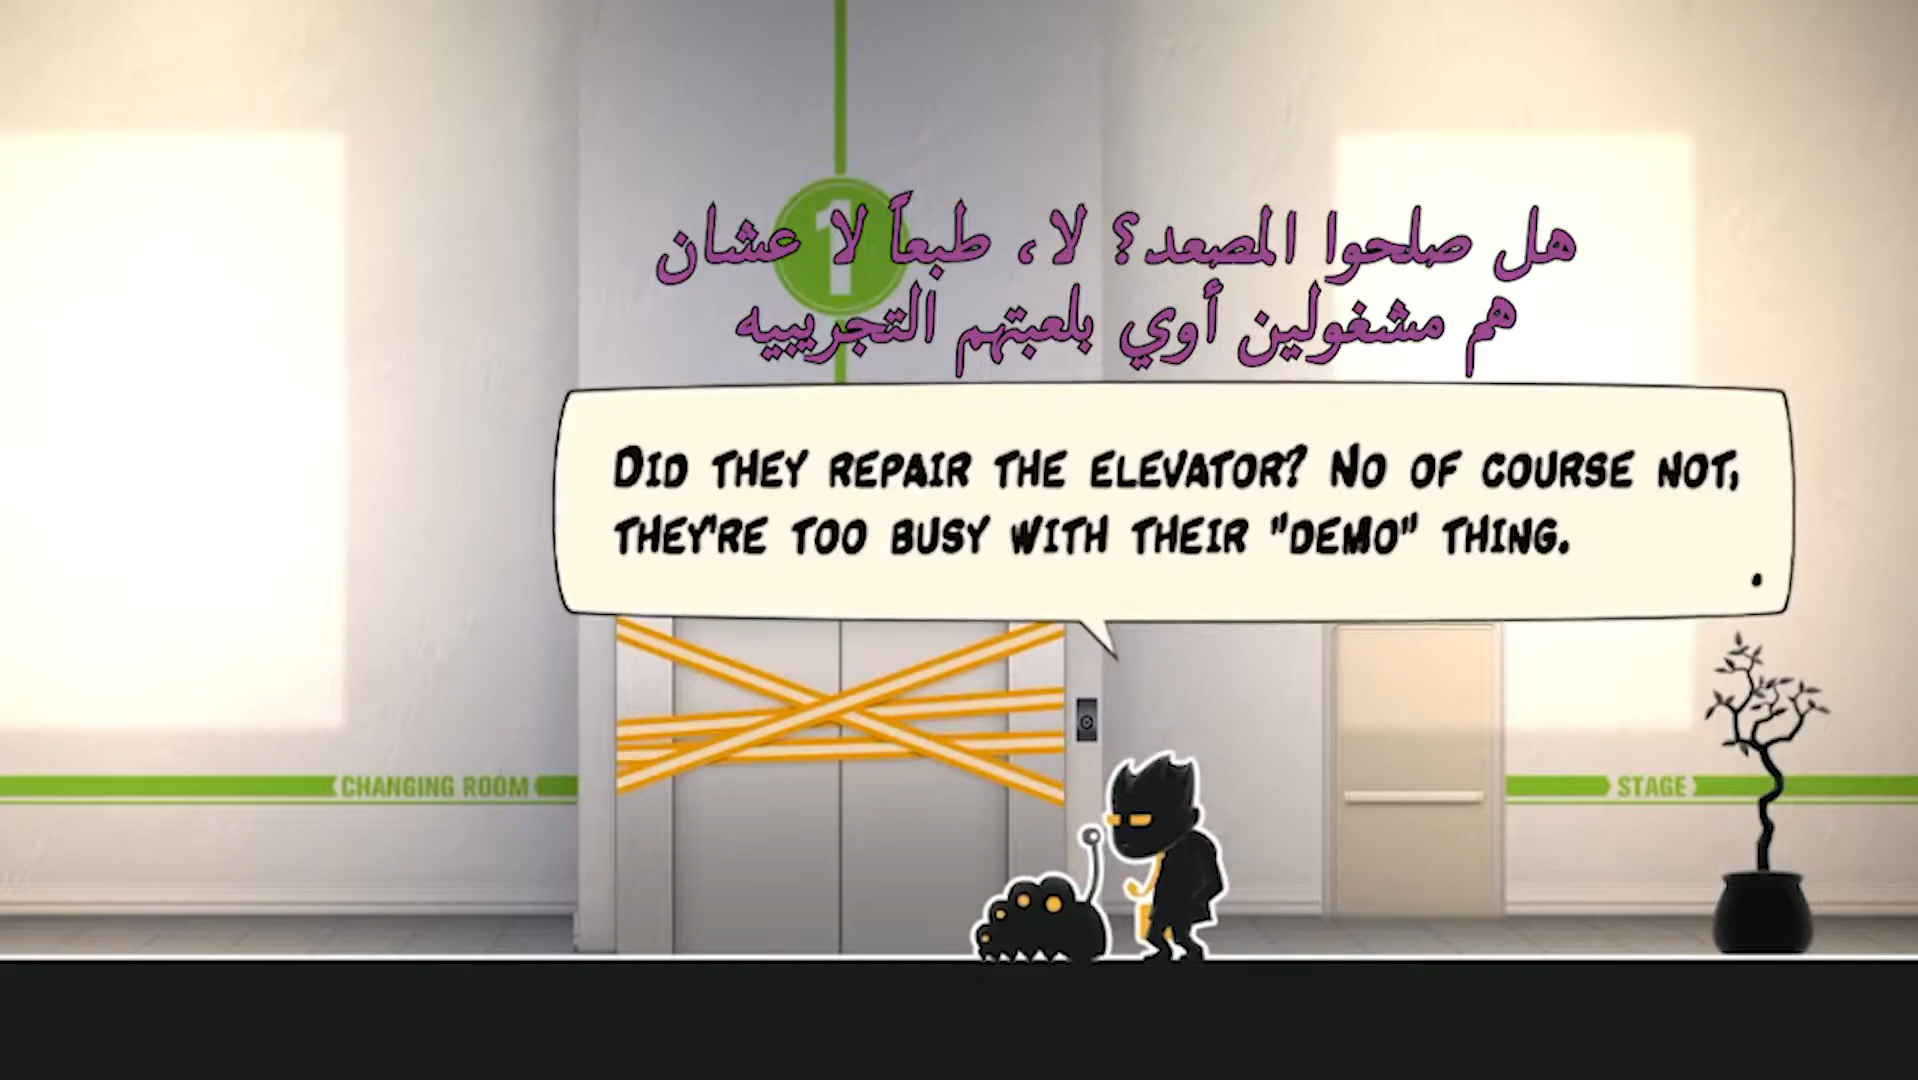 1
هل صلحوا المصعد؟ لا، طبعاً لا عشان
هم مشغولين أوي بلعبتهم التجريبيه
DID THEY REPAIR THE ELEVATOR? NO OF COURSE NOT,
THEY'RE TOO BUSY WITH THEIR "DEMO" THING.
CHANGING ROOM
STAGE